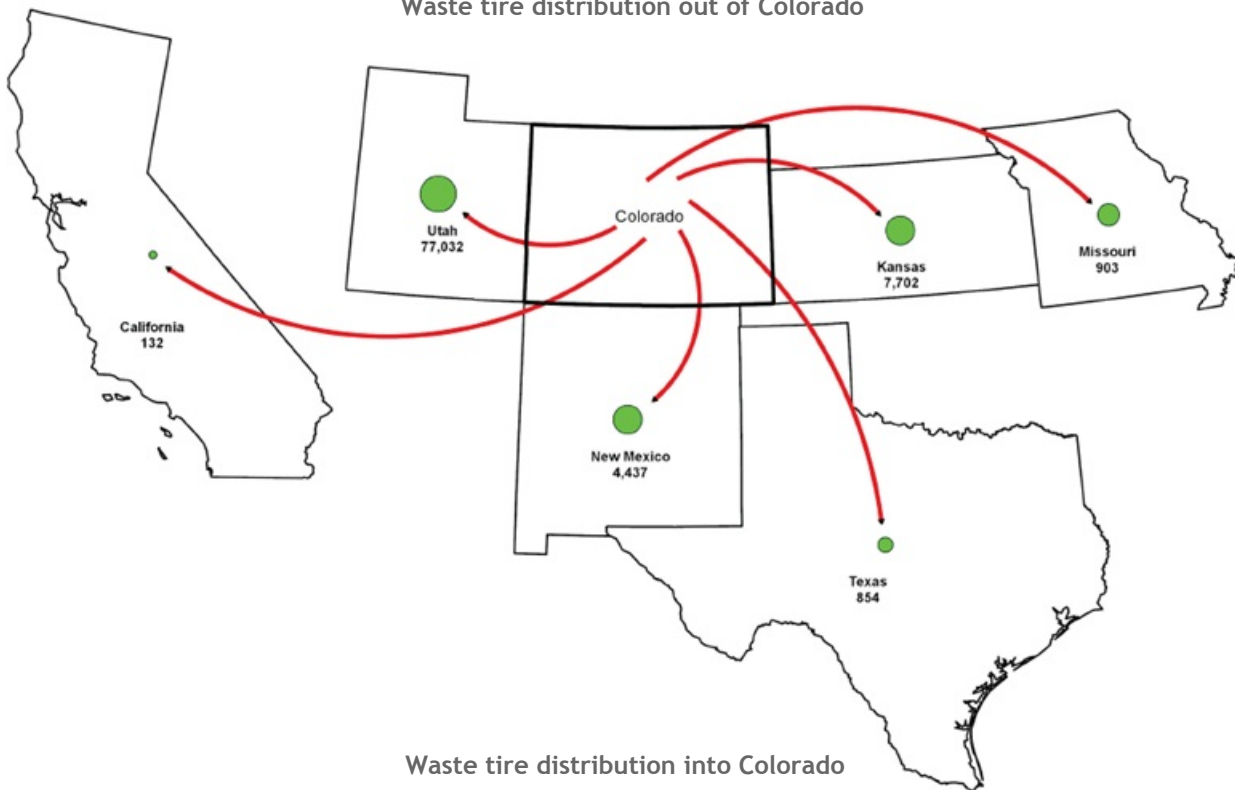 Waste tire distribution out of Colorado
Colorado
Utah
77,032
Kansas
7,702
Missouri
903
California
132
New Mexico
4,437
Texas
854
Waste tire distribution into Colorado